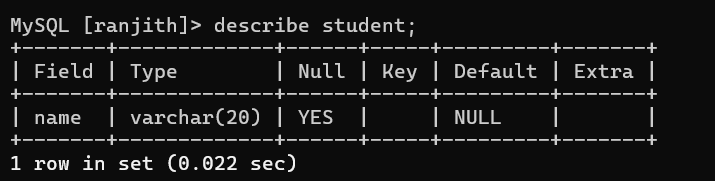 MySQL [ranjith]> describe student;
+-------+-------------+------+-----+---------+-------+
| Field | Type        | Null | Key | Default | Extra |
+-------+-------------+------+-----+---------+-------+
| name  | varchar(20) | YES  |     | NULL    |       |
+-------+-------------+------+-----+---------+-------+
1 row in set (0.022 sec)